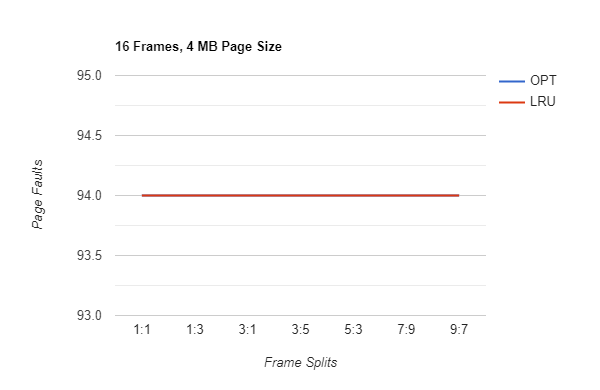 16 Frames, 4 MB Page Size
95.0
94.5
94.0
93.5
93.0
Page Faults
1:1 1:3 3:1 3:5 5:3 7:9 9:7
Frame Splits
OPT
LRU